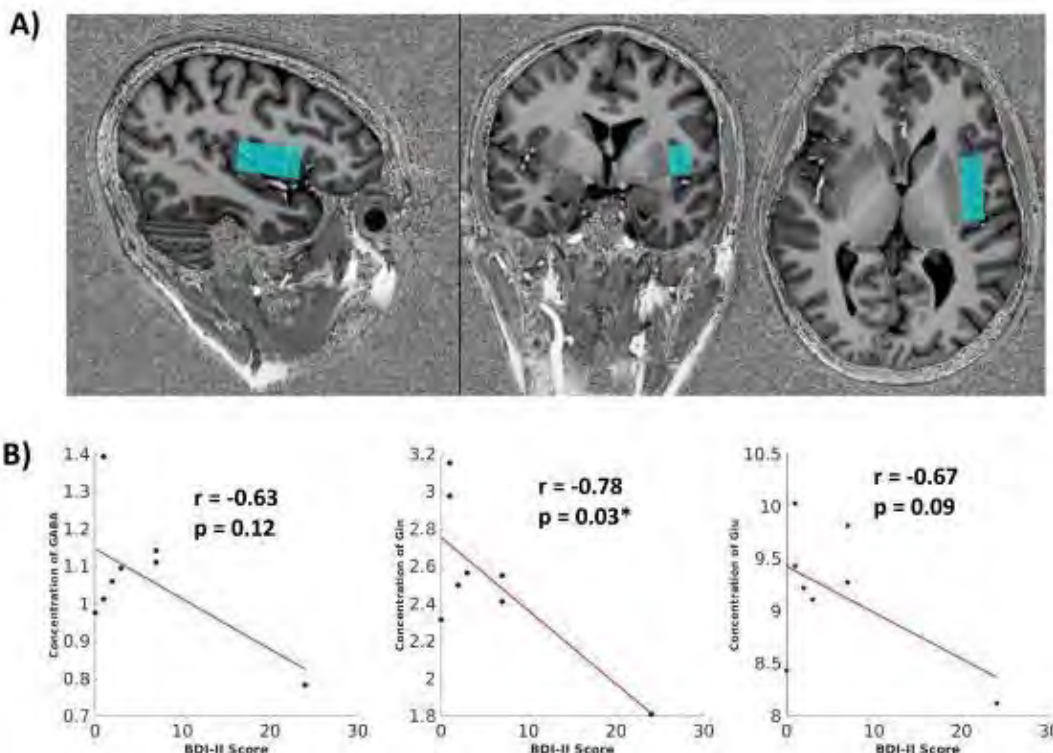 A)
B)
1.4
1.3
1.2
1.1
1
0.9
0.8
0.7
Concentration of GABA
r = -0.63
p = 0.12
0
10
20
30
BDI-II Score
3.2
3
2.8
2.6
2.4
2.2
2
1.8
Concentration of Gln
r = -0.78
p = 0.03*
0
10
20
30
BDI-II Score
10.5
10
9.5
9
8.5
8
Concentration of Glu
r = -0.67
p = 0.09
0
10
20
30
BDI-II Score